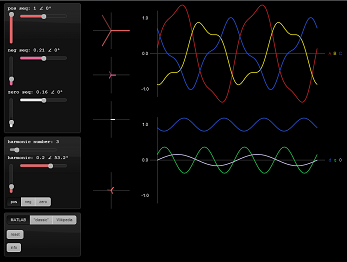 pos seq: 1 ∠ 0°
neg seq: 0.21 ∠ 0°
zero seq: 0.16 ∠ 0°
harmonic number: 3
harmonic: 0.2 ∠ 53.2°
pos neg zero
MATLAB
reset
1.0
0.0
-1.0
1.0
0.0
-1.0